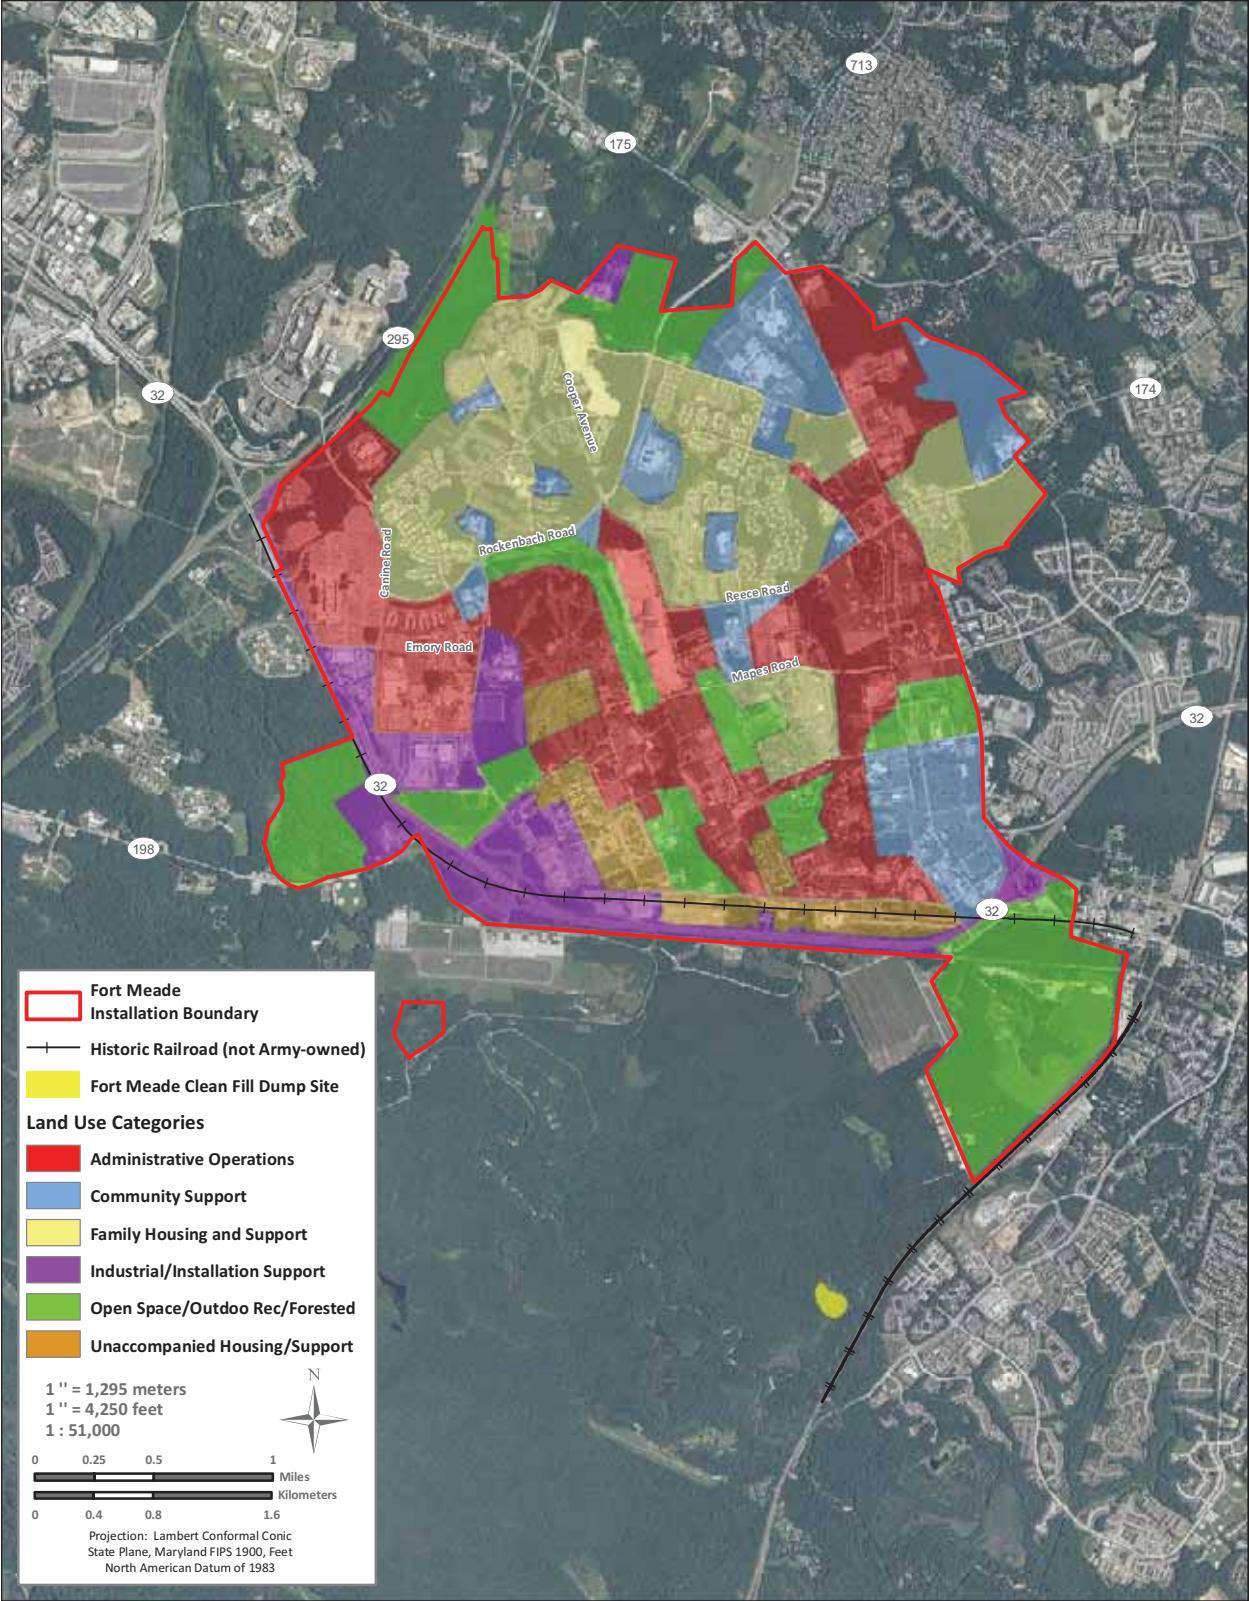 713
175
295
32
174
Cooper Avenue
Canine Road
Rockenbach Road
Reece Road
Emory Road
Mapes Road
32
32
198
32
Fort Meade
Installation Boundary
Historic Railroad (not Army-owned)
Fort Meade Clean Fill Dump Site
Land Use Categories
Administrative Operations
Community Support
Family Housing and Support
Industrial/Installation Support
Open Space/Outdoo Rec/Forested
Unaccompanied Housing/Support
N
1 '' = 1,295 meters
1 '' = 4,250 feet
1 : 51,000
0 0.25 0.5 1
Miles
Kilometers
0 0.4 0.8 1.6
Projection: Lambert Conformal Conic
State Plane, Maryland FIPS 1900, Feet
North American Datum of 1983